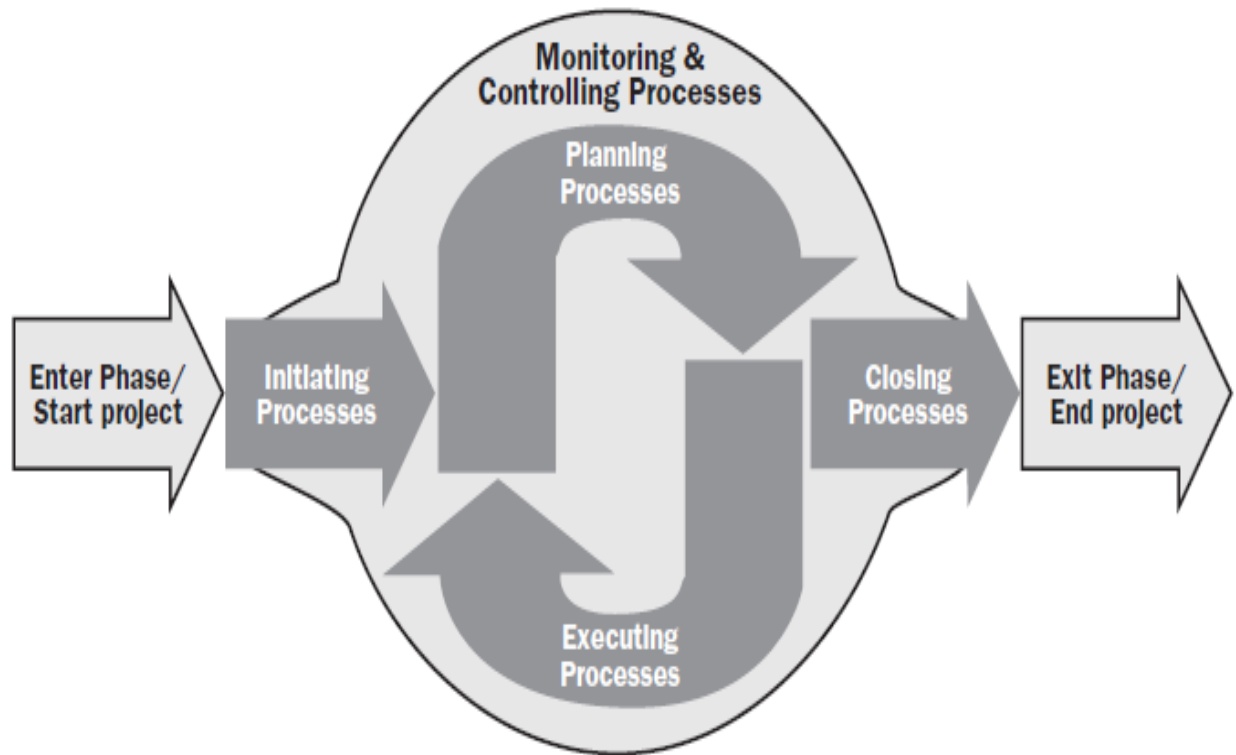 Monitoring &
Controlling Processes
Planning
Processes
Enter Phase/
Start project
Initiating
Processes
Closing
Processes
Exit Phase/
End project
Executing
Processes